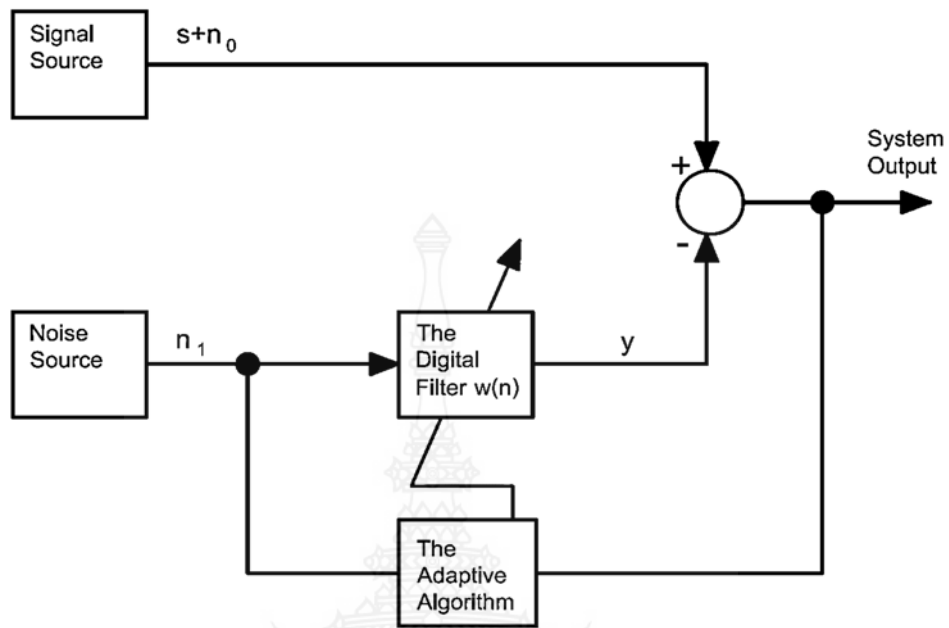 Signal
Source
s+n₀
+
-
System
Output
Noise
Source
n₁
The
Digital
Filter w(n)
y
The
Adaptive
Algorithm